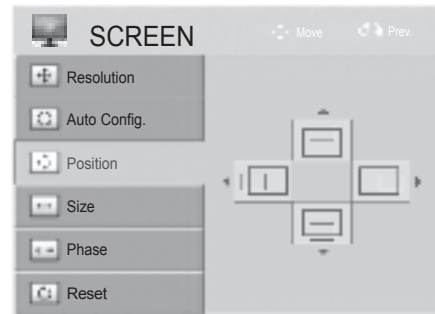 SCREEN
Move Prev.
Resolution
Auto Config.
Position
Size
Phase
Reset